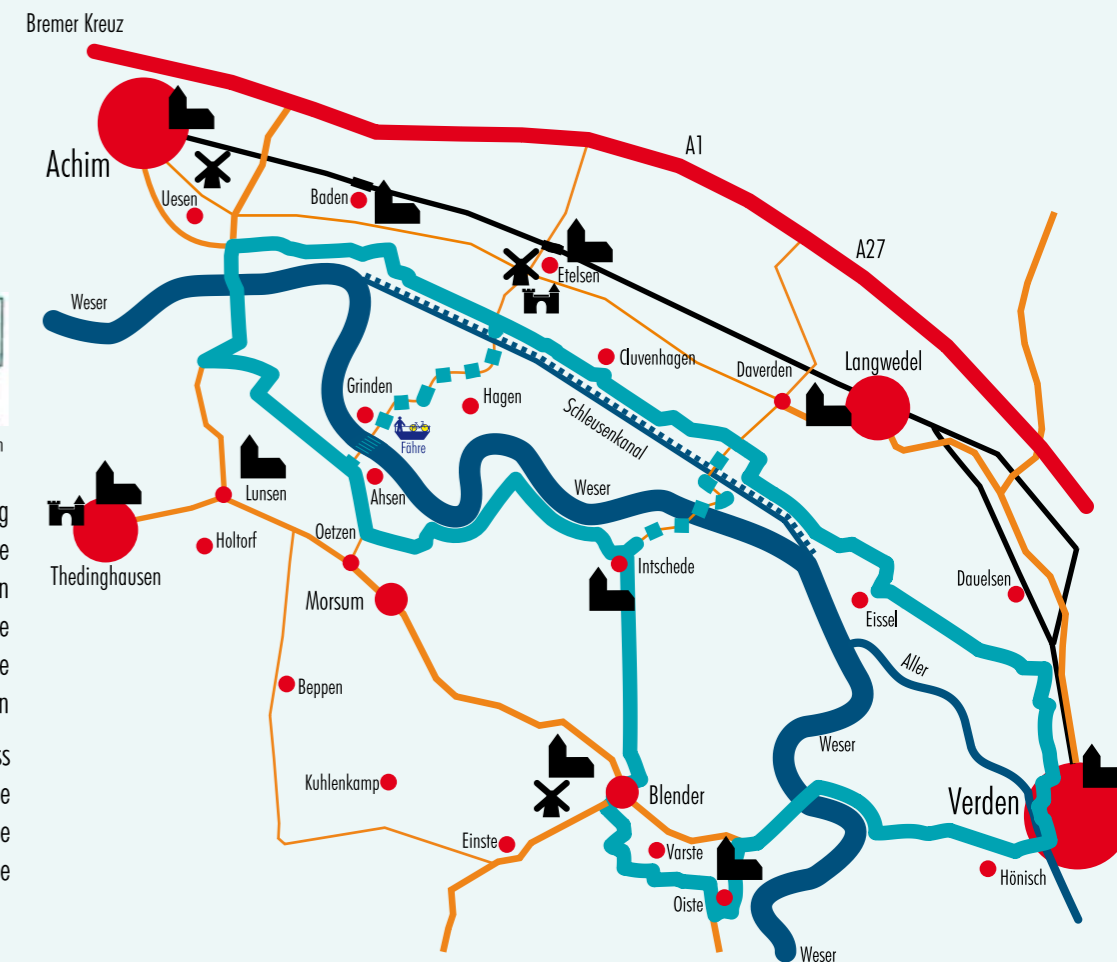 Bremer Kreuz
A1
Achim
Uesen
Baden
A27
Etelsen
Weser
Cluvenhagen
Langwedel
Daverden
Grinden
Hagen
Schleusenkanal
Fähre
n
Lunsen
Ahsen
Weser
g
Oetzen
e
Holtorf
Intschede
Thedinghausen
n
Morsum
Dauelsen
Eissel
e
e
Aller
Beppen
n
ss
Weser
Kuhlenkamp
e
Blender
Verden
e
Einste
Varste
e
Hönisch
Oiste
Weser